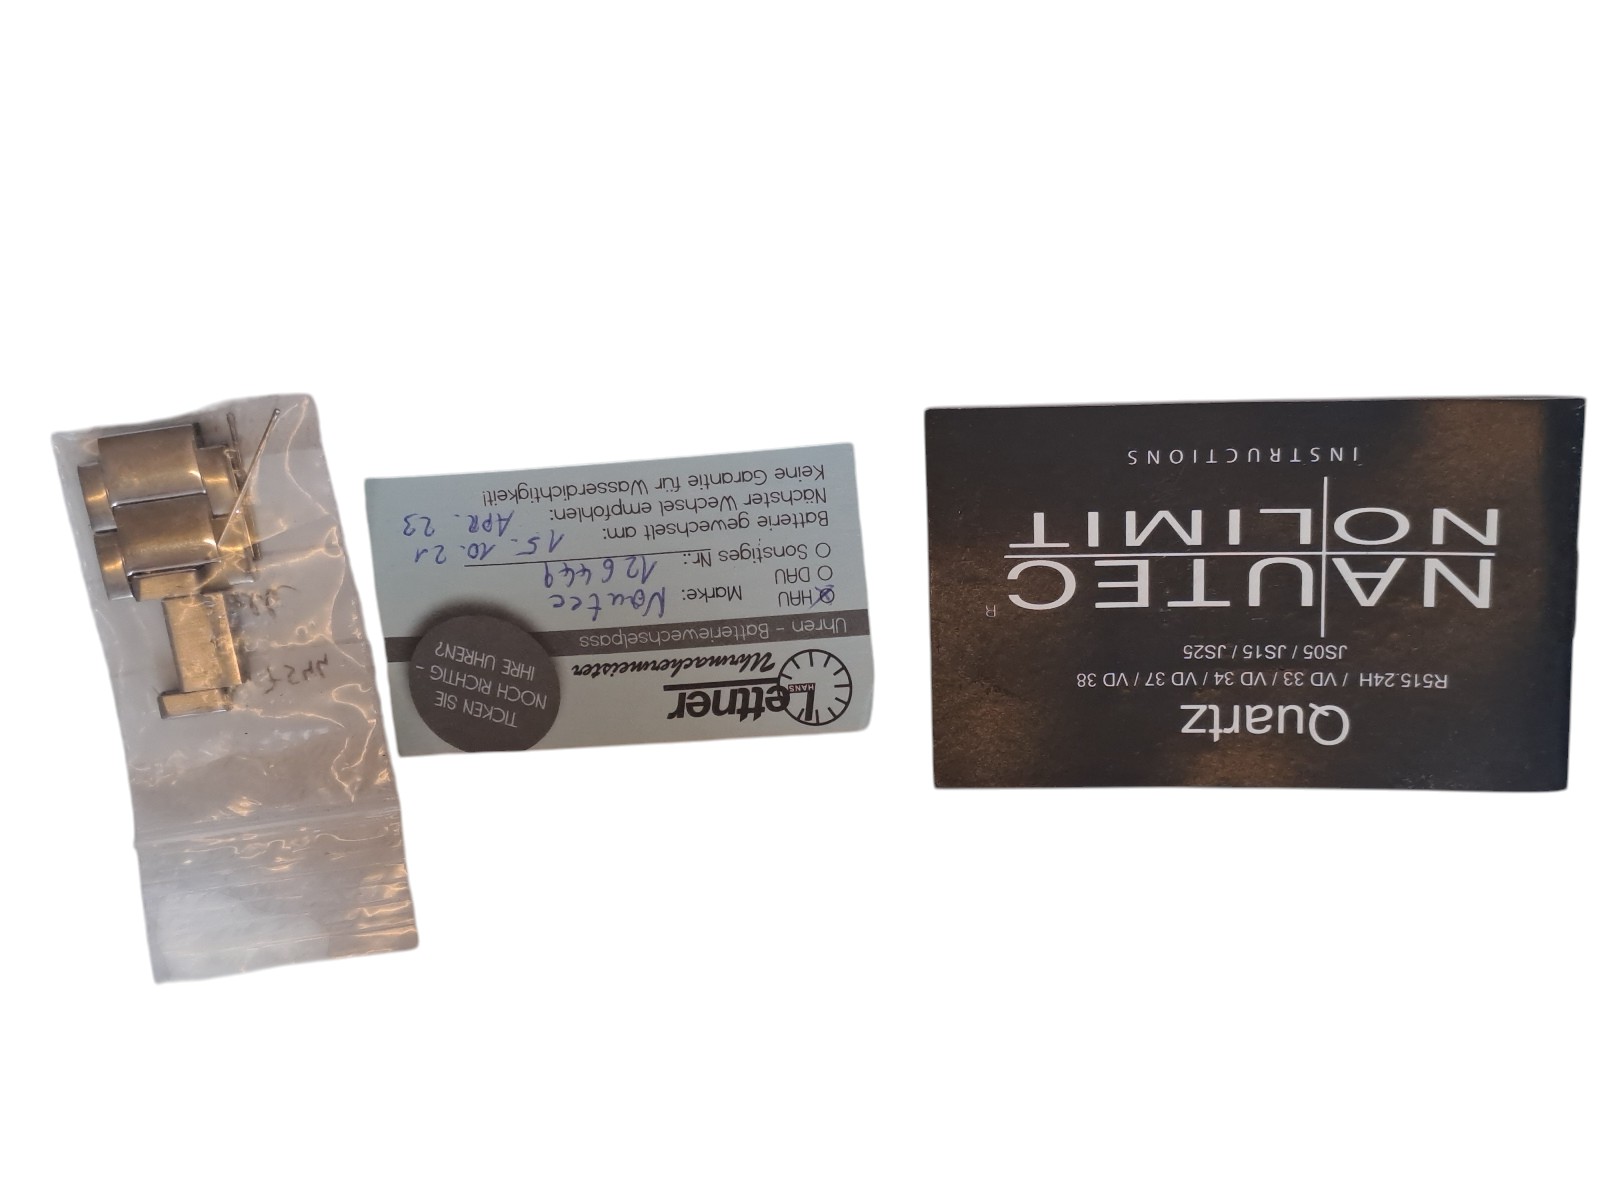 Lettner
HANS
Uhrmachermeister
TICKEN SIE
NOCH RICHTIG –
IHRE UHREN?
Uhren – Batteriewechselpass
HAU Marke: Nautec
DAU
Sonstiges Nr.: 126449
Batterie gewechselt am: 15.10.21
Nächster Wechsel empfohlen: APR. 23
Keine Garantie für Wasserdichtigkeit!
Quartz
R515.24H / VD 33 / VD 34 / VD 37 / VD 38
JS05 / JS15 / JS25
NAUTEC R
NOLIMIT
INSTRUCTIONS